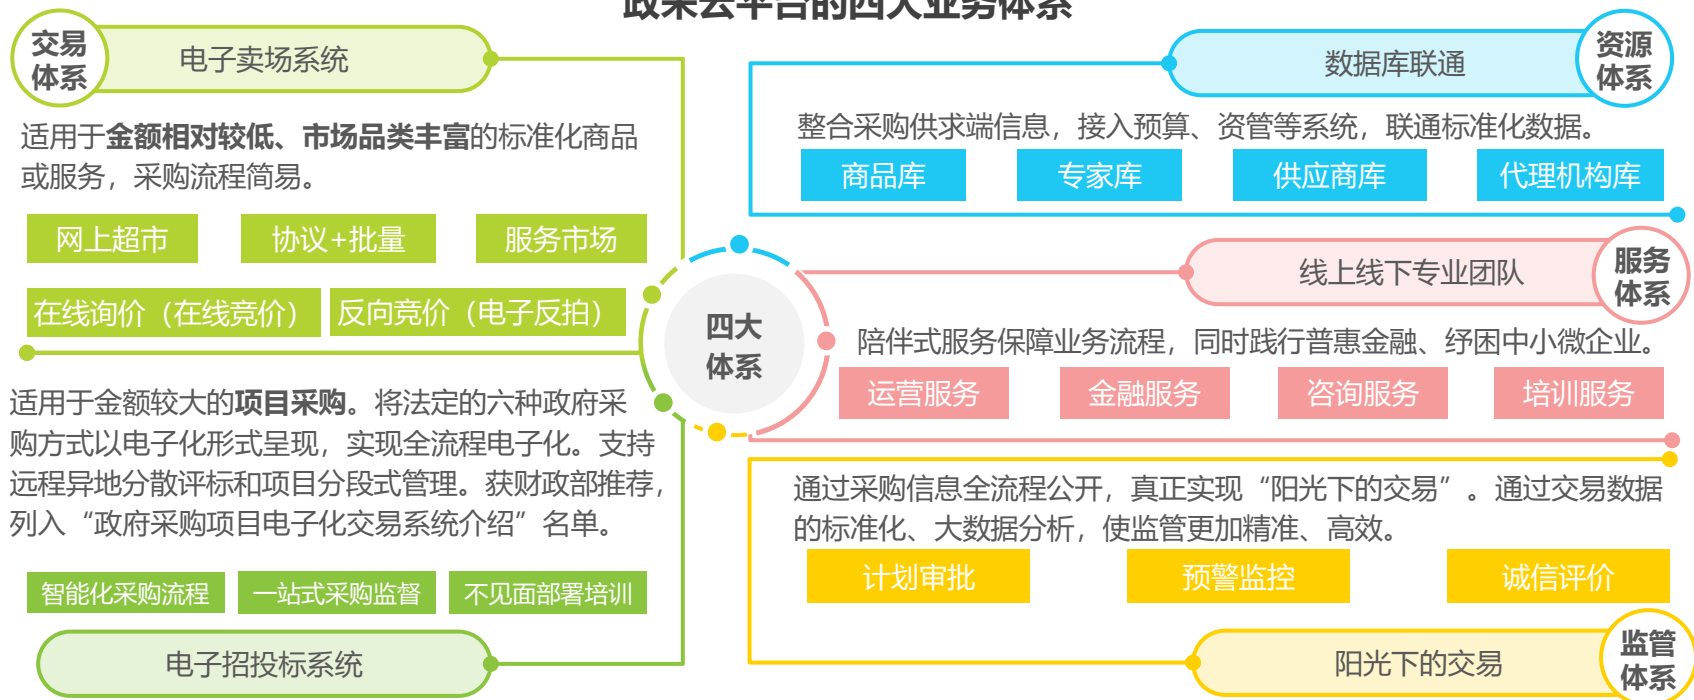 政采云平台的四大业务体系
交易
体系
电子卖场系统
适用于金额相对较低、市场品类丰富的标准化商品
或服务，采购流程简易。
网上超市
协议+批量
服务市场
在线询价（在线竞价）
反向竞价（电子反拍）
适用于金额较大的项目采购。将法定的六种政府采
购方式以电子化形式呈现，实现全流程电子化。支持
远程异地分散评标和项目分段式管理。获财政部推荐，
列入“政府采购项目电子化交易系统介绍”名单。
智能化采购流程
一站式采购监督
不见面部署培训
电子招投标系统
四大
体系
数据库联通
资源
体系
整合采购供求端信息，接入预算、资管等系统，联通标准化数据。
商品库
专家库
供应商库
代理机构库
线上线下专业团队
服务
体系
陪伴式服务保障业务流程，同时践行普惠金融、纾困中小微企业。
运营服务
金融服务
咨询服务
培训服务
通过采购信息全流程公开，真正实现“阳光下的交易”。通过交易数据
的标准化、大数据分析，使监管更加精准、高效。
计划审批
预警监控
诚信评价
阳光下的交易
监管
体系